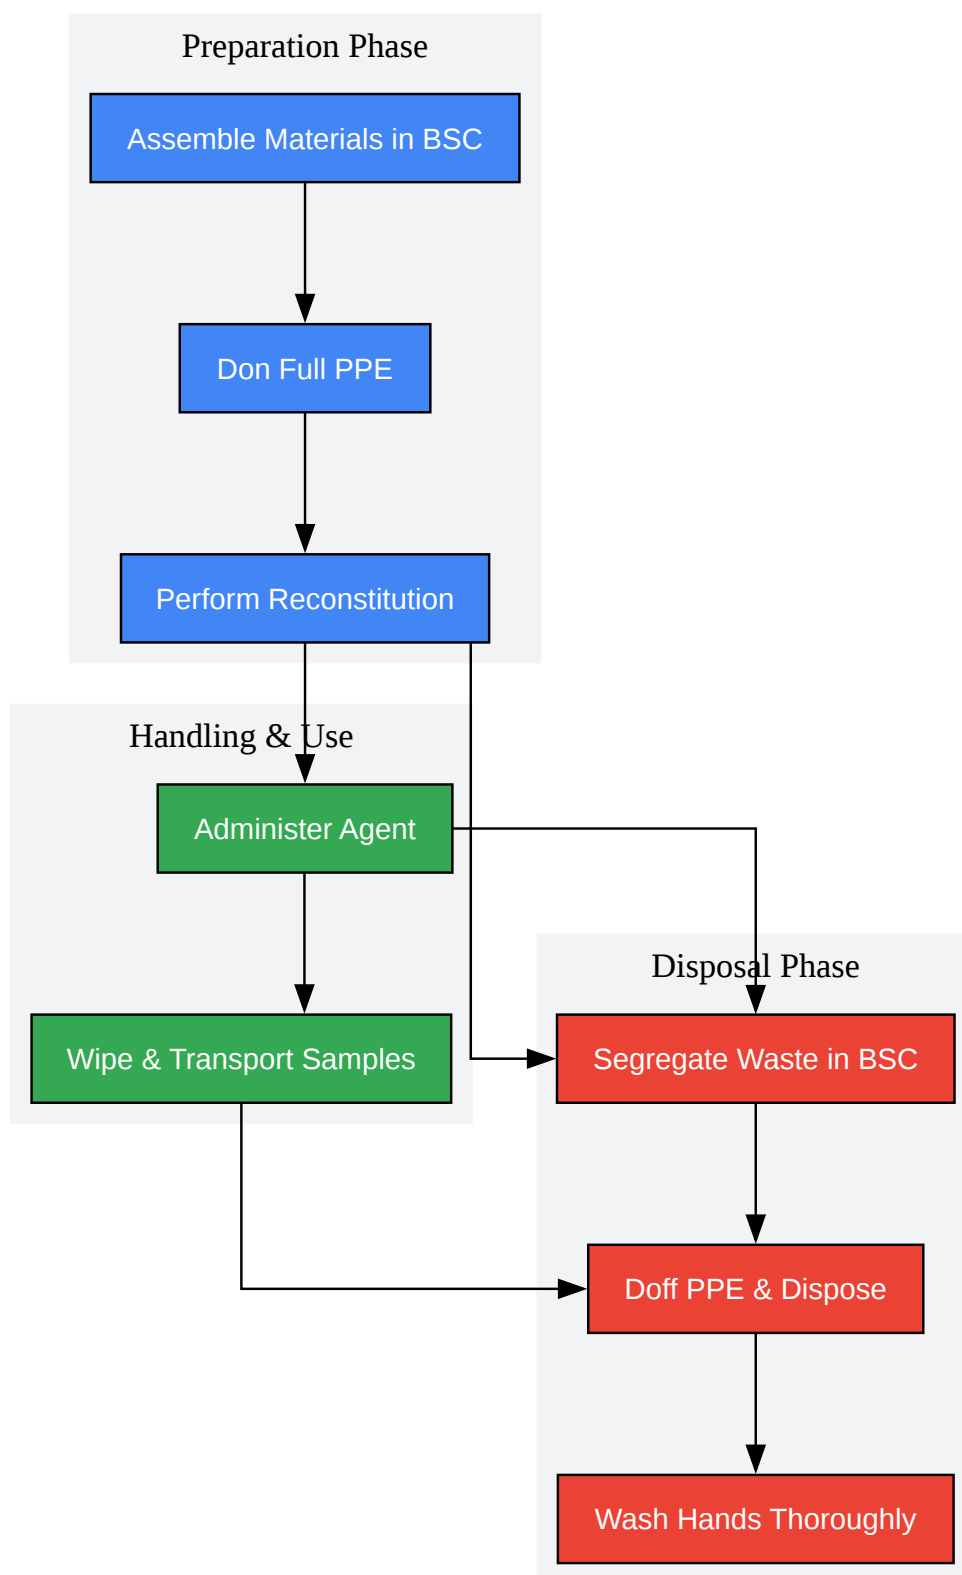 Preparation Phase
Assemble Materials in BSC
Don Full PPE
Perform Reconstitution
Handling & Use
Administer Agent
Wipe & Transport Samples
Disposal Phase
Segregate Waste in BSC
Doff PPE & Dispose
Wash Hands Thoroughly